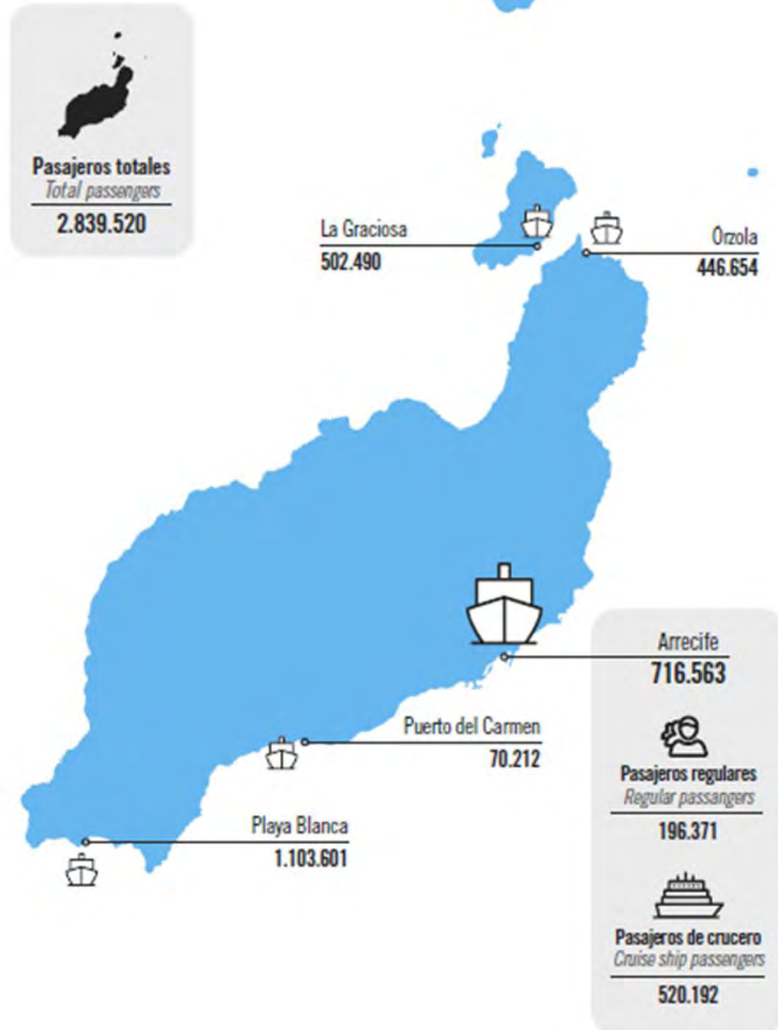 Pasajeros totales
Total passengers
2.839.520
La Graciosa
502.490
Órzola
446.654
Arrecife
716.563
Pasajeros regulares
Regular passangers
196.371
Pasajeros de crucero
Cruise ship passengers
520.192
Puerto del Carmen
70.212
Playa Blanca
1.103.601